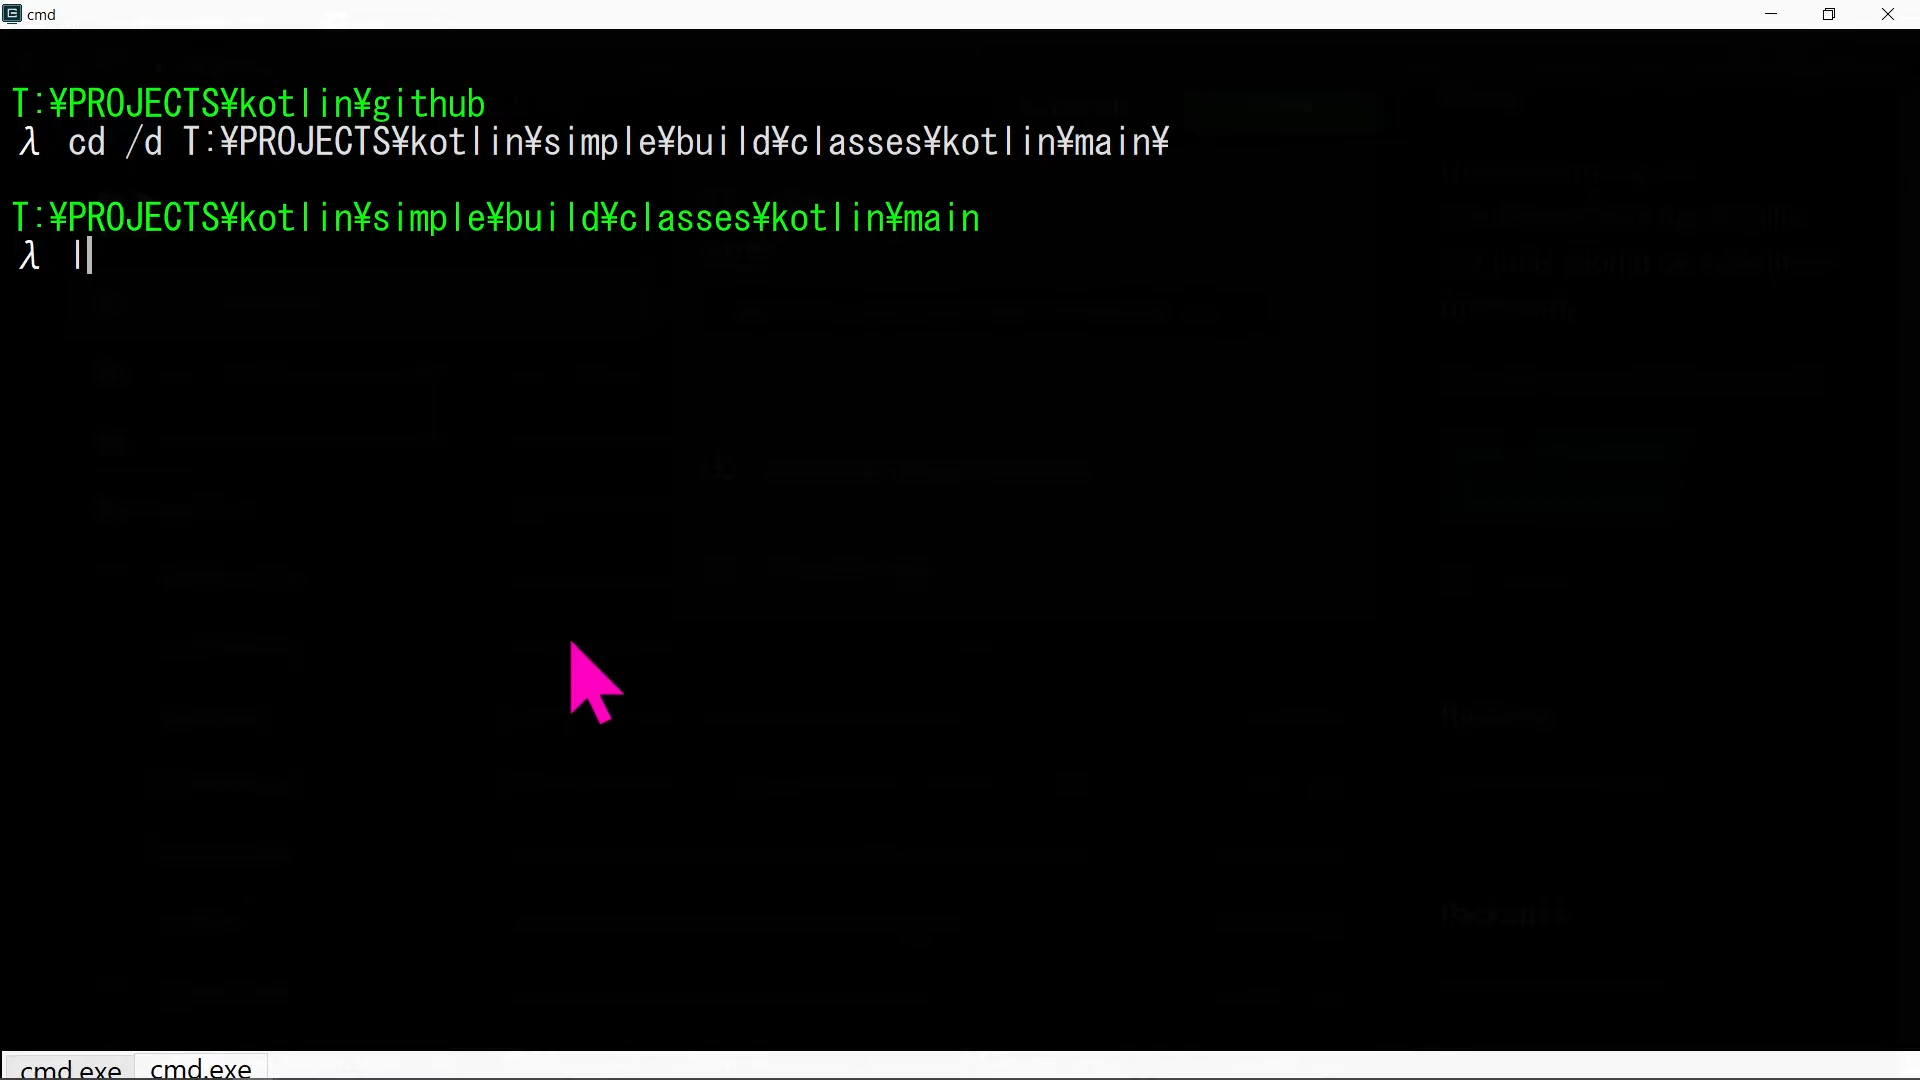 cmd
T:¥PROJECTS¥kotlin¥github
λ cd /d T:¥PROJECTS¥kotlin¥simple¥build¥classes¥kotlin¥main¥
T:¥PROJECTS¥kotlin¥simple¥build¥classes¥kotlin¥main
λ l
cmd.exe cmd.exe